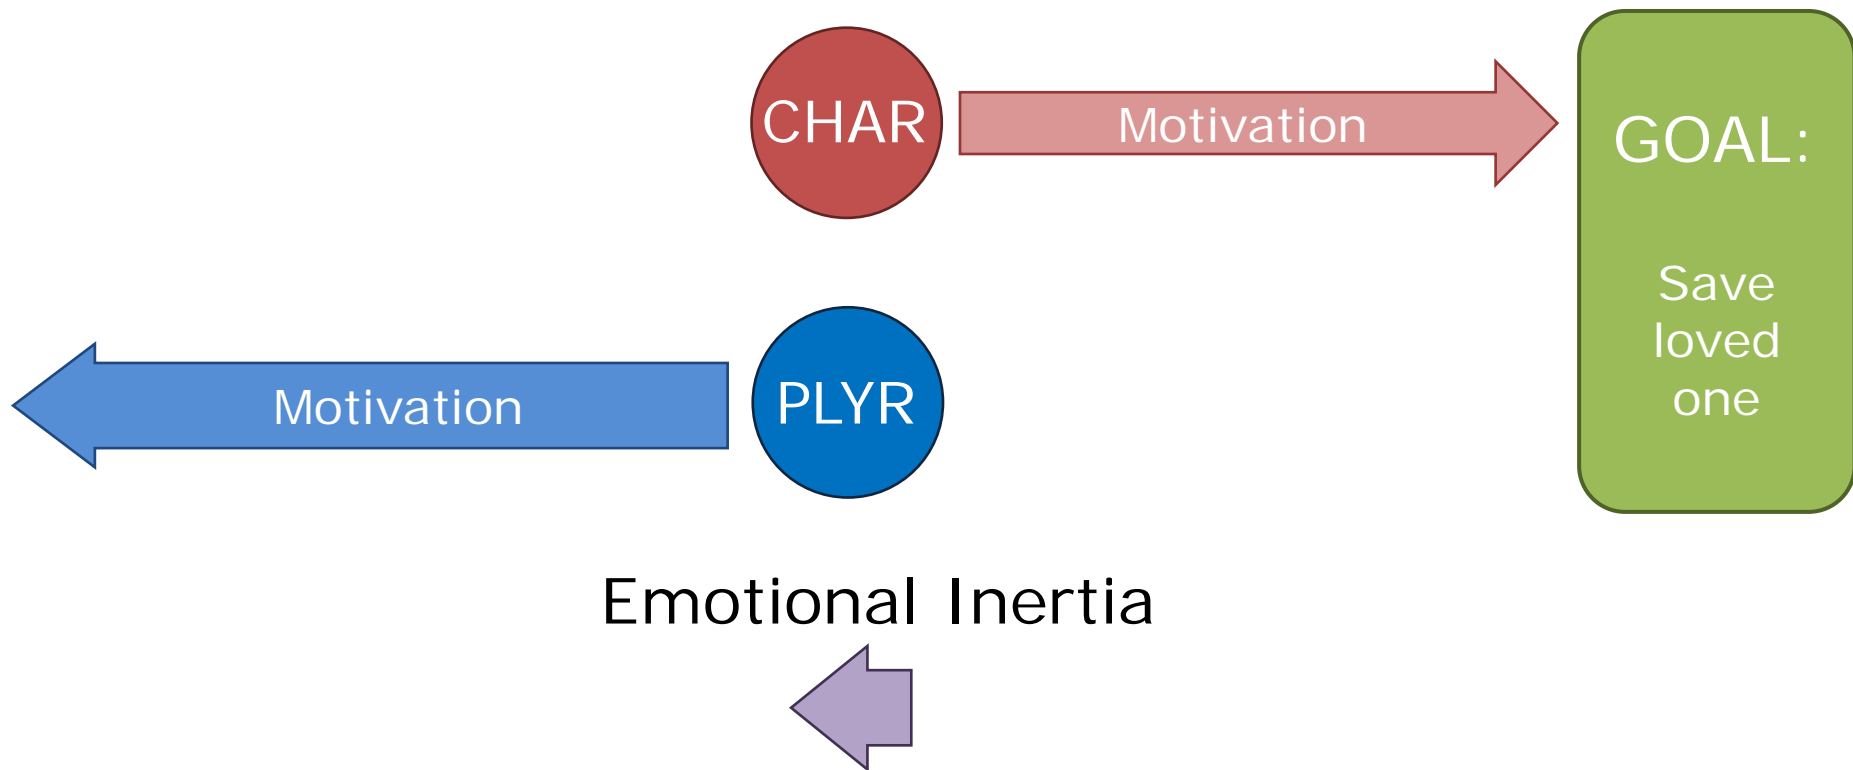 CHAR
Motivation
GOAL:
Save
loved
one
Motivation
PLYR
Emotional Inertia